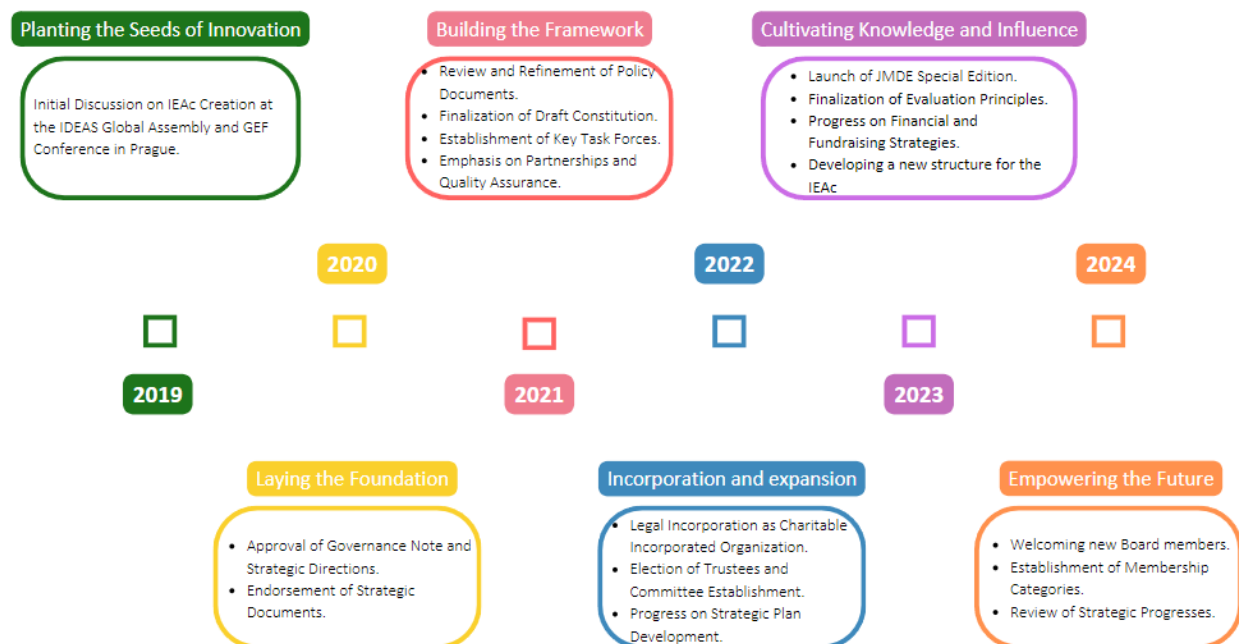 Planting the Seeds of Innovation
Initial Discussion on IEAc Creation at
the IDEAS Global Assembly and GEF
Conference in Prague.
Building the Framework
• Review and Refinement of Policy
Documents.
• Finalization of Draft Constitution.
• Establishment of Key Task Forces.
• Emphasis on Partnerships and
Quality Assurance.
Cultivating Knowledge and Influence
• Launch of JMDE Special Edition.
• Finalization of Evaluation Principles.
• Progress on Financial and
Fundraising Strategies.
• Developing a new structure for the
IEAc
2020
2022
2024
2019
2021
2023
Laying the Foundation
• Approval of Governance Note and
Strategic Directions.
• Endorsement of Strategic
Documents.
Incorporation and expansion
• Legal Incorporation as Charitable
Incorporated Organization.
• Election of Trustees and
Committee Establishment.
• Progress on Strategic Plan
Development.
Empowering the Future
• Welcoming new Board members.
• Establishment of Membership
Categories.
• Review of Strategic Progresses.